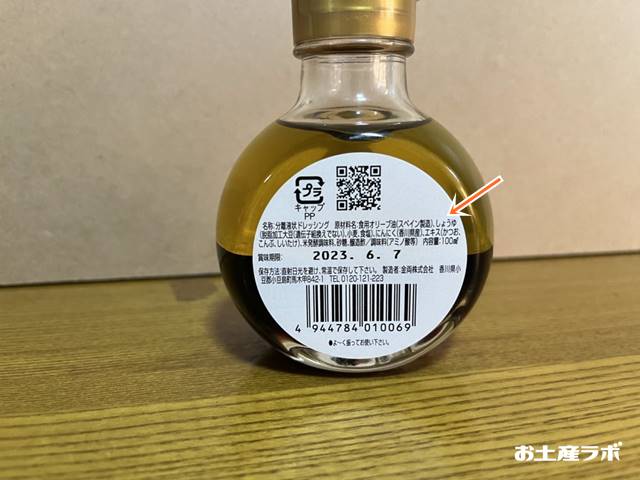 プラ
キャップ
PP
名称:分離液状ドレッシング 原材料名:食用オリーブ油(スペイン製造)、しょうゆ
(脱脂加工大豆(遺伝子組換えでない)、小麦、食塩)、にんにく(香川県産)、エキス(かつお、
こんぶ、しいたけ)、米発酵調味料、砂糖、醸造酢/調味料(アミノ酸等) 内容量:100ml
賞味期限: 2023. 6. 7
保存方法:直射日光を避け、常温で保存して下さい。 製造者:金両株式会社 香川県小
豆郡小豆島町馬木甲842-1 TEL 0120-121-223
4 944784 010069
●よ〜く振ってお使い下さい。
お土産ラボ